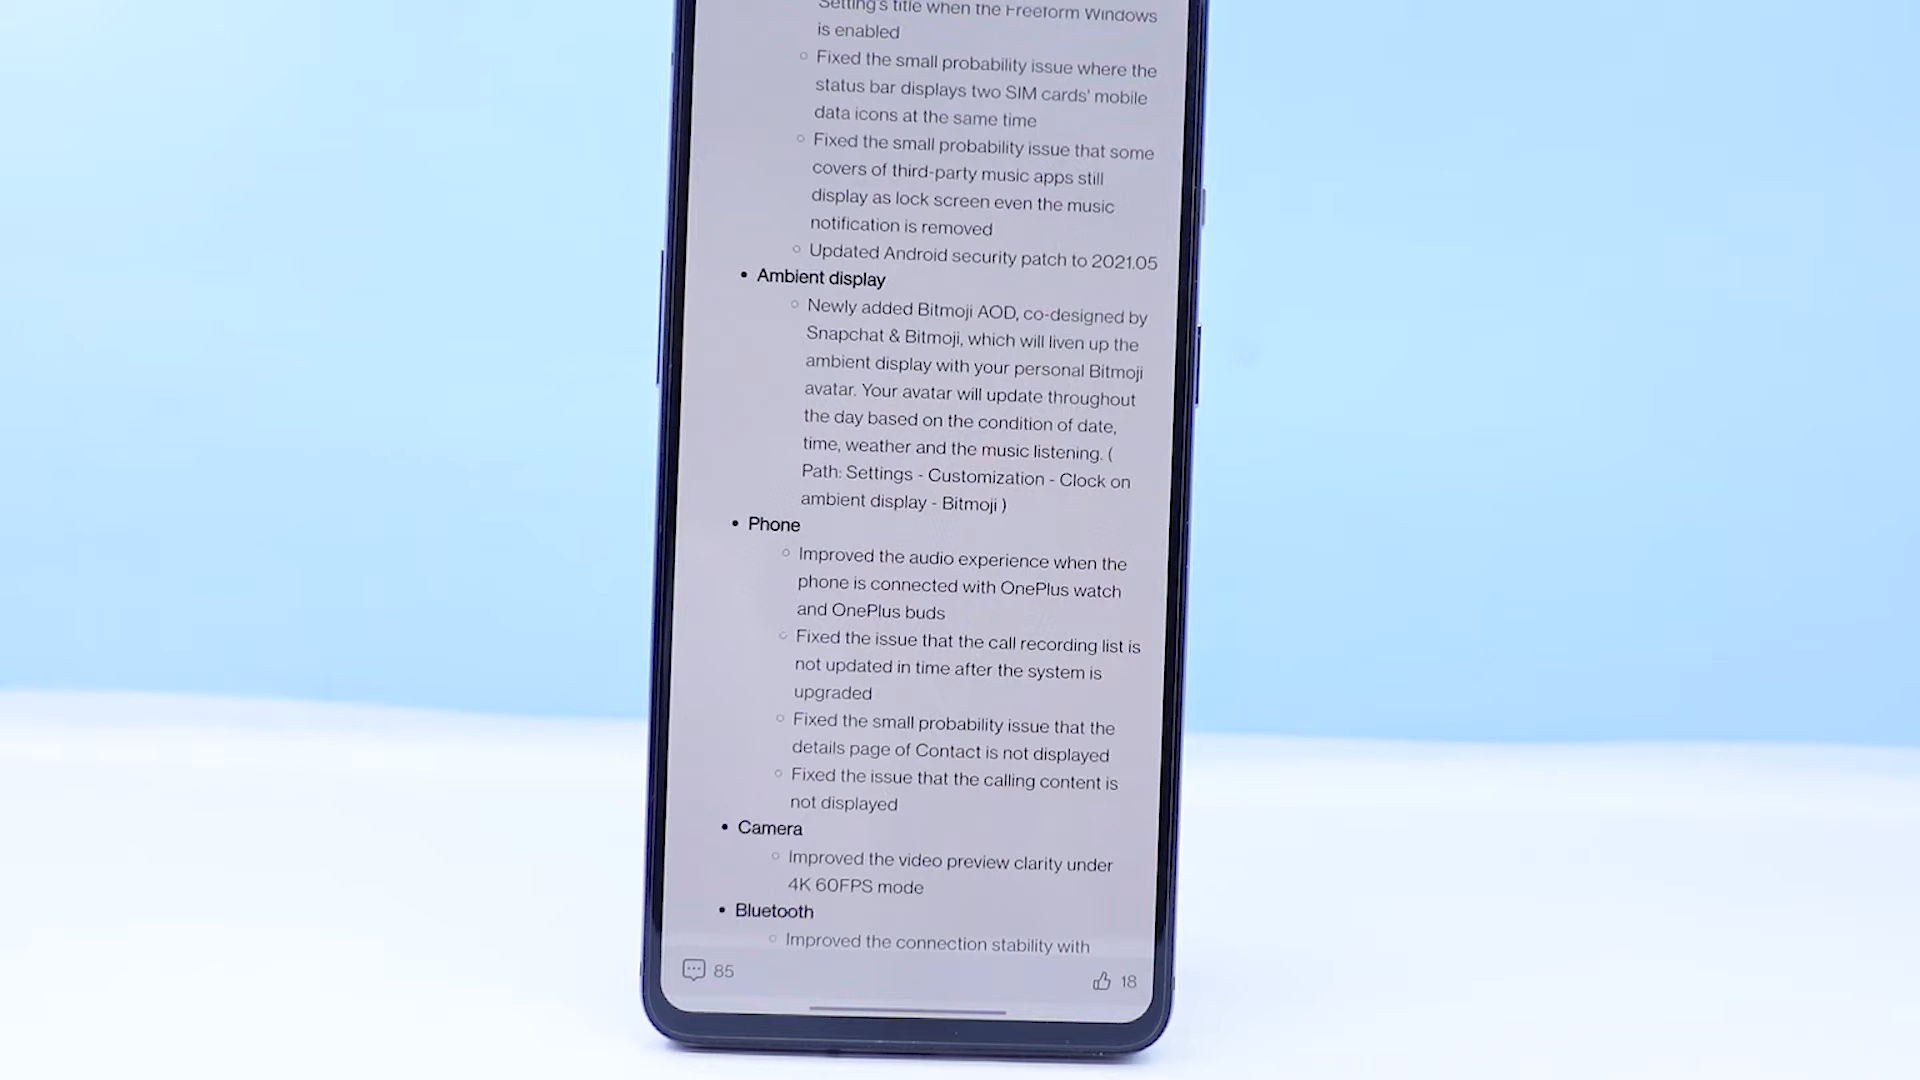 Setting's title when the Freeform Windows
is enabled
Fixed the small probability issue where the
status bar displays two SIM cards' mobile
data icons at the same time
Fixed the small probability issue that some
covers of third-party music apps still
display as lock screen even the music
notification is removed
Updated Android security patch to 2021.05
Ambient display
Newly added Bitmoji AOD, co-designed by
Snapchat & Bitmoji, which will liven up the
ambient display with your personal Bitmoji
avatar. Your avatar will update throughout
the day based on the condition of date,
time, weather and the music listening. (
Path: Settings - Customization - Clock on
ambient display - Bitmoji )
Phone
Improved the audio experience when the
phone is connected with OnePlus watch
and OnePlus buds
Fixed the issue that the call recording list is
not updated in time after the system is
upgraded
Fixed the small probability issue that the
details page of Contact is not displayed
Fixed the issue that the calling content is
not displayed
Camera
Improved the video preview clarity under
4K 60FPS mode
Bluetooth
Improved the connection stability with
85
18